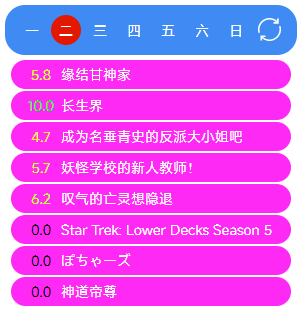 一 二 三 四 五 六 日
5.8 缘结甘神家
10.0 长生界
4.7 成为名垂青史的反派大小姐吧
5.7 妖怪学校的新人教师！
6.2 叹气的亡灵想隐退
0.0 Star Trek: Lower Decks Season 5
0.0 ぽちゃーズ
0.0 神道帝尊